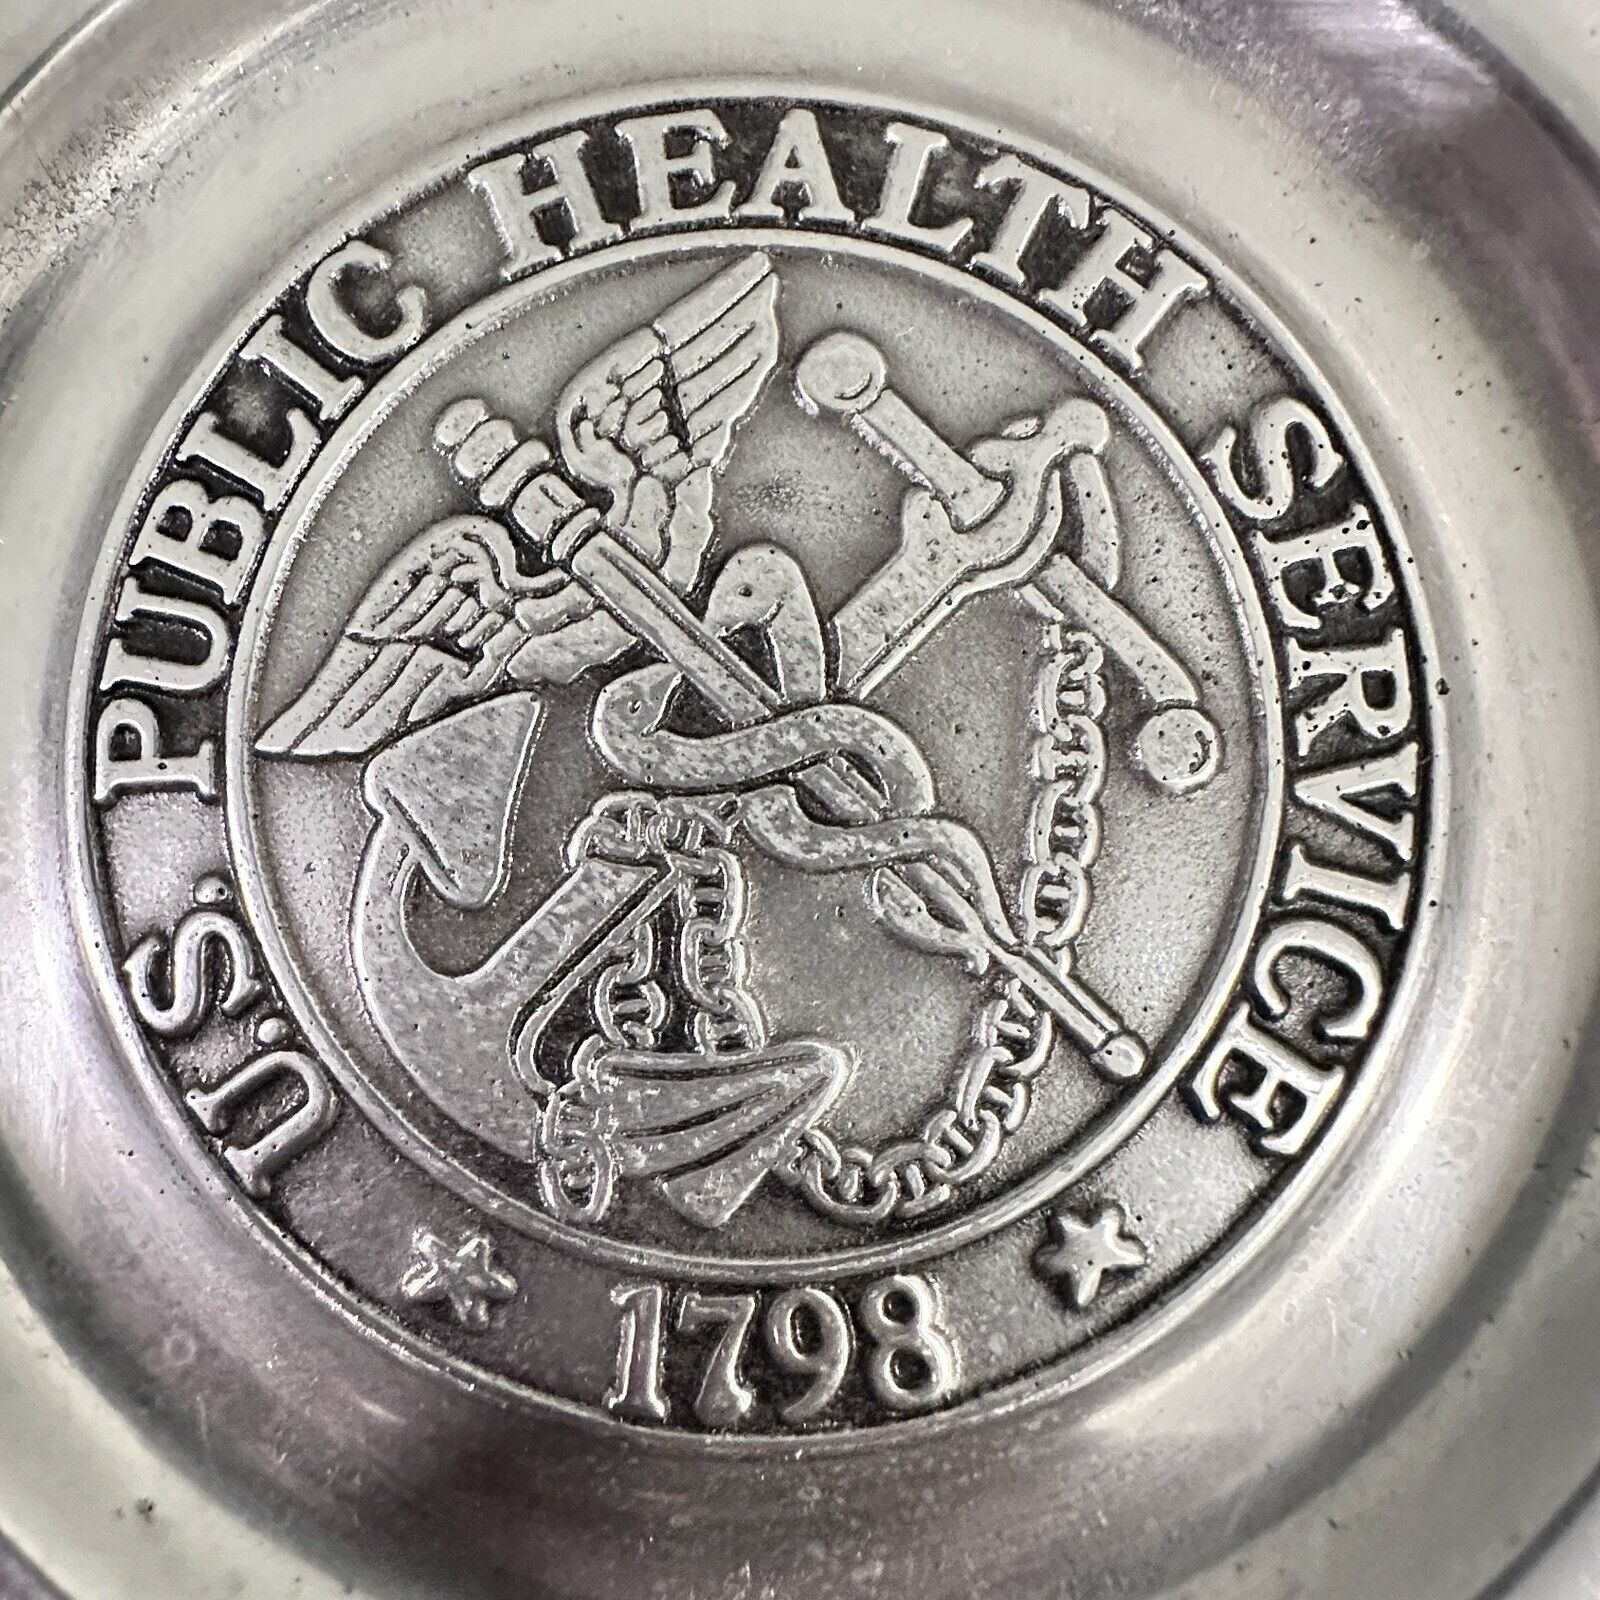 U.S. PUBLIC HEALTH SERVICE
1798